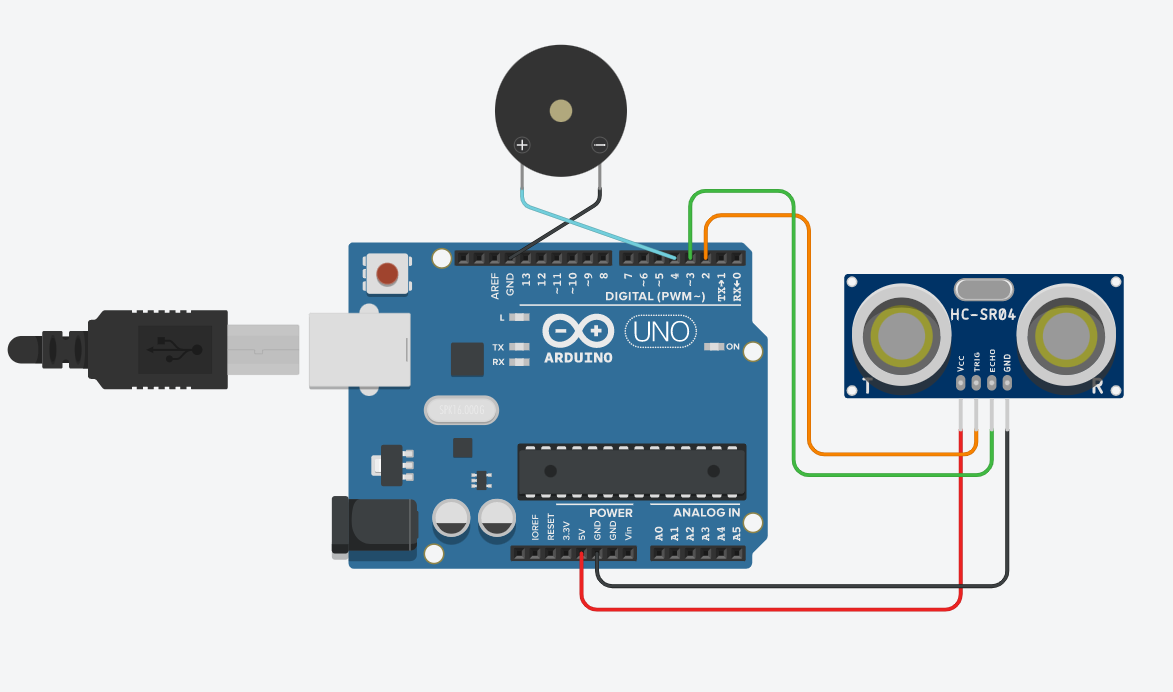 + −
AREF
GND
13
12
~11
~10
~9
8
7
~6
~5
4
~3
2
TX→1
RX←0
DIGITAL (PWM~)
L
TX
RX
ARDUINO
UNO
ON
HC-SR04
T
R
VCC
TRIG
ECHO
GND
POWER
ANALOG IN
IOREF
RESET
3.3V
5V
GND
GND
Vin
A0
A1
A2
A3
A4
A5